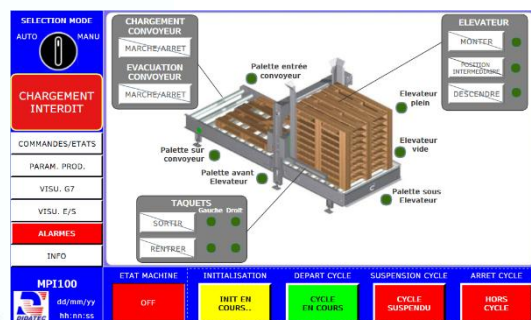 SELECTION MODE
AUTO
MANU
CHARGEMENT
INTERDIT
COMMANDES/ETATS
PARAM. PROD.
VISU. G7
VISU. E/S
ALARMES
INFO
MPI100
DIDATEC
dd/mm/yy
hh:nn:ss
CHARGEMENT
CONVOYEUR
MARCHE/ARRET
EVACUATION
CONVOYEUR
MARCHE/ARRET
Palette entrée
convoyeur
ELEVATEUR
MONTER
POSITION
INTERMEDIAIRE
DESCENDRE
Elevateur
plein
Elevateur
vide
Palette sur
convoyeur
Palette avant
Elevateur
Palette sous
Elevateur
TAQUETS
Gauche Droit
SORTIR
RENTRER
ETAT MACHINE
OFF
INITIALISATION
INIT EN
COURS..
DEPART CYCLE
CYCLE
EN COURS
SUSPENSION CYCLE
CYCLE
SUSPENDU
ARRET CYCLE
HORS
CYCLE